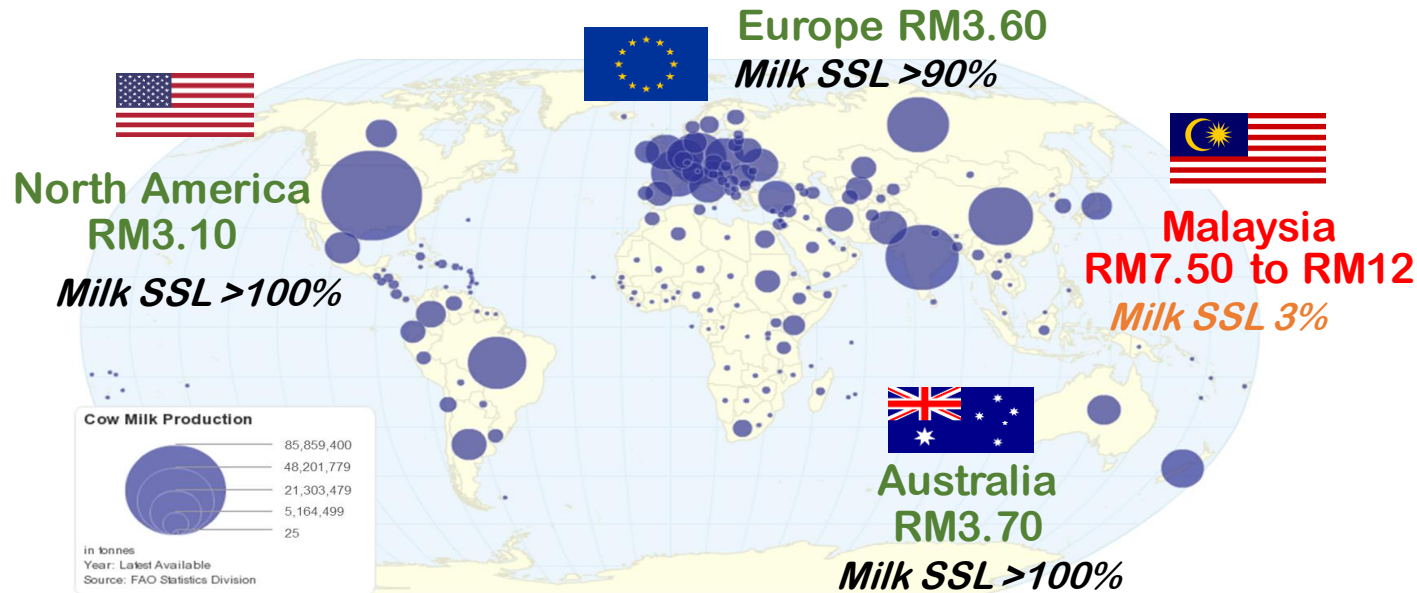 Europe RM3.60
Milk SSL >90%
North America
RM3.10
Milk SSL >100%
Malaysia
RM7.50 to RM12
Milk SSL 3%
Australia
RM3.70
Milk SSL >100%
Cow Milk Production
85,859,400
48,201,779
21,303,479
5,164,499
25
in tonnes
Year: Latest Available
Source: FAO Statistics Division